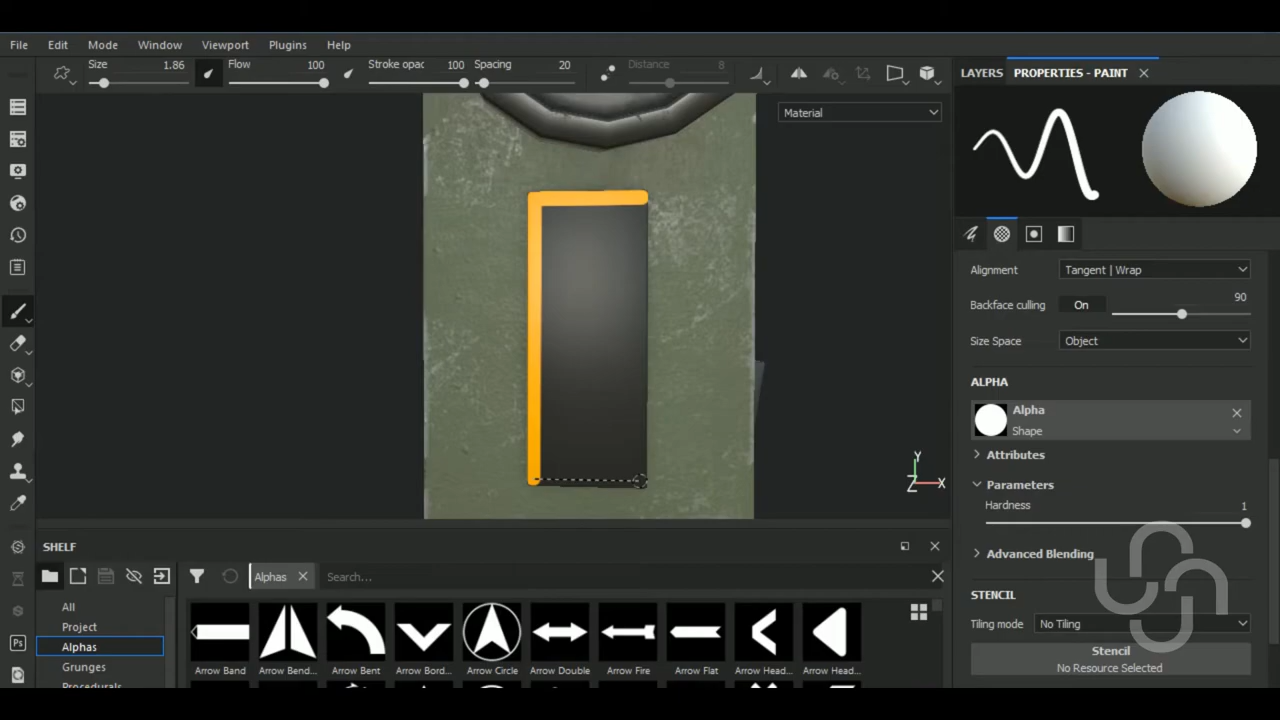 File Edit Mode Window Viewport Plugins Help
Size 1.86 Flow 100 Stroke opac 100 Spacing 20 Distance 8
LAYERS PROPERTIES - PAINT
Material
Alignment Tangent | Wrap
Backface culling On 90
Size Space Object
ALPHA
Alpha
Shape
Attributes
Parameters
Hardness 1
Advanced Blending
STENCIL
Tiling mode No Tiling
Stencil
No Resource Selected
Y
Z X
SHELF
Alphas Search...
All
Project
Alphas
Grunges
Procedurals
Arrow Band Arrow Bend... Arrow Bent Arrow Bord... Arrow Circle Arrow Double Arrow Fire Arrow Flat Arrow Head... Arrow Head...
Ps